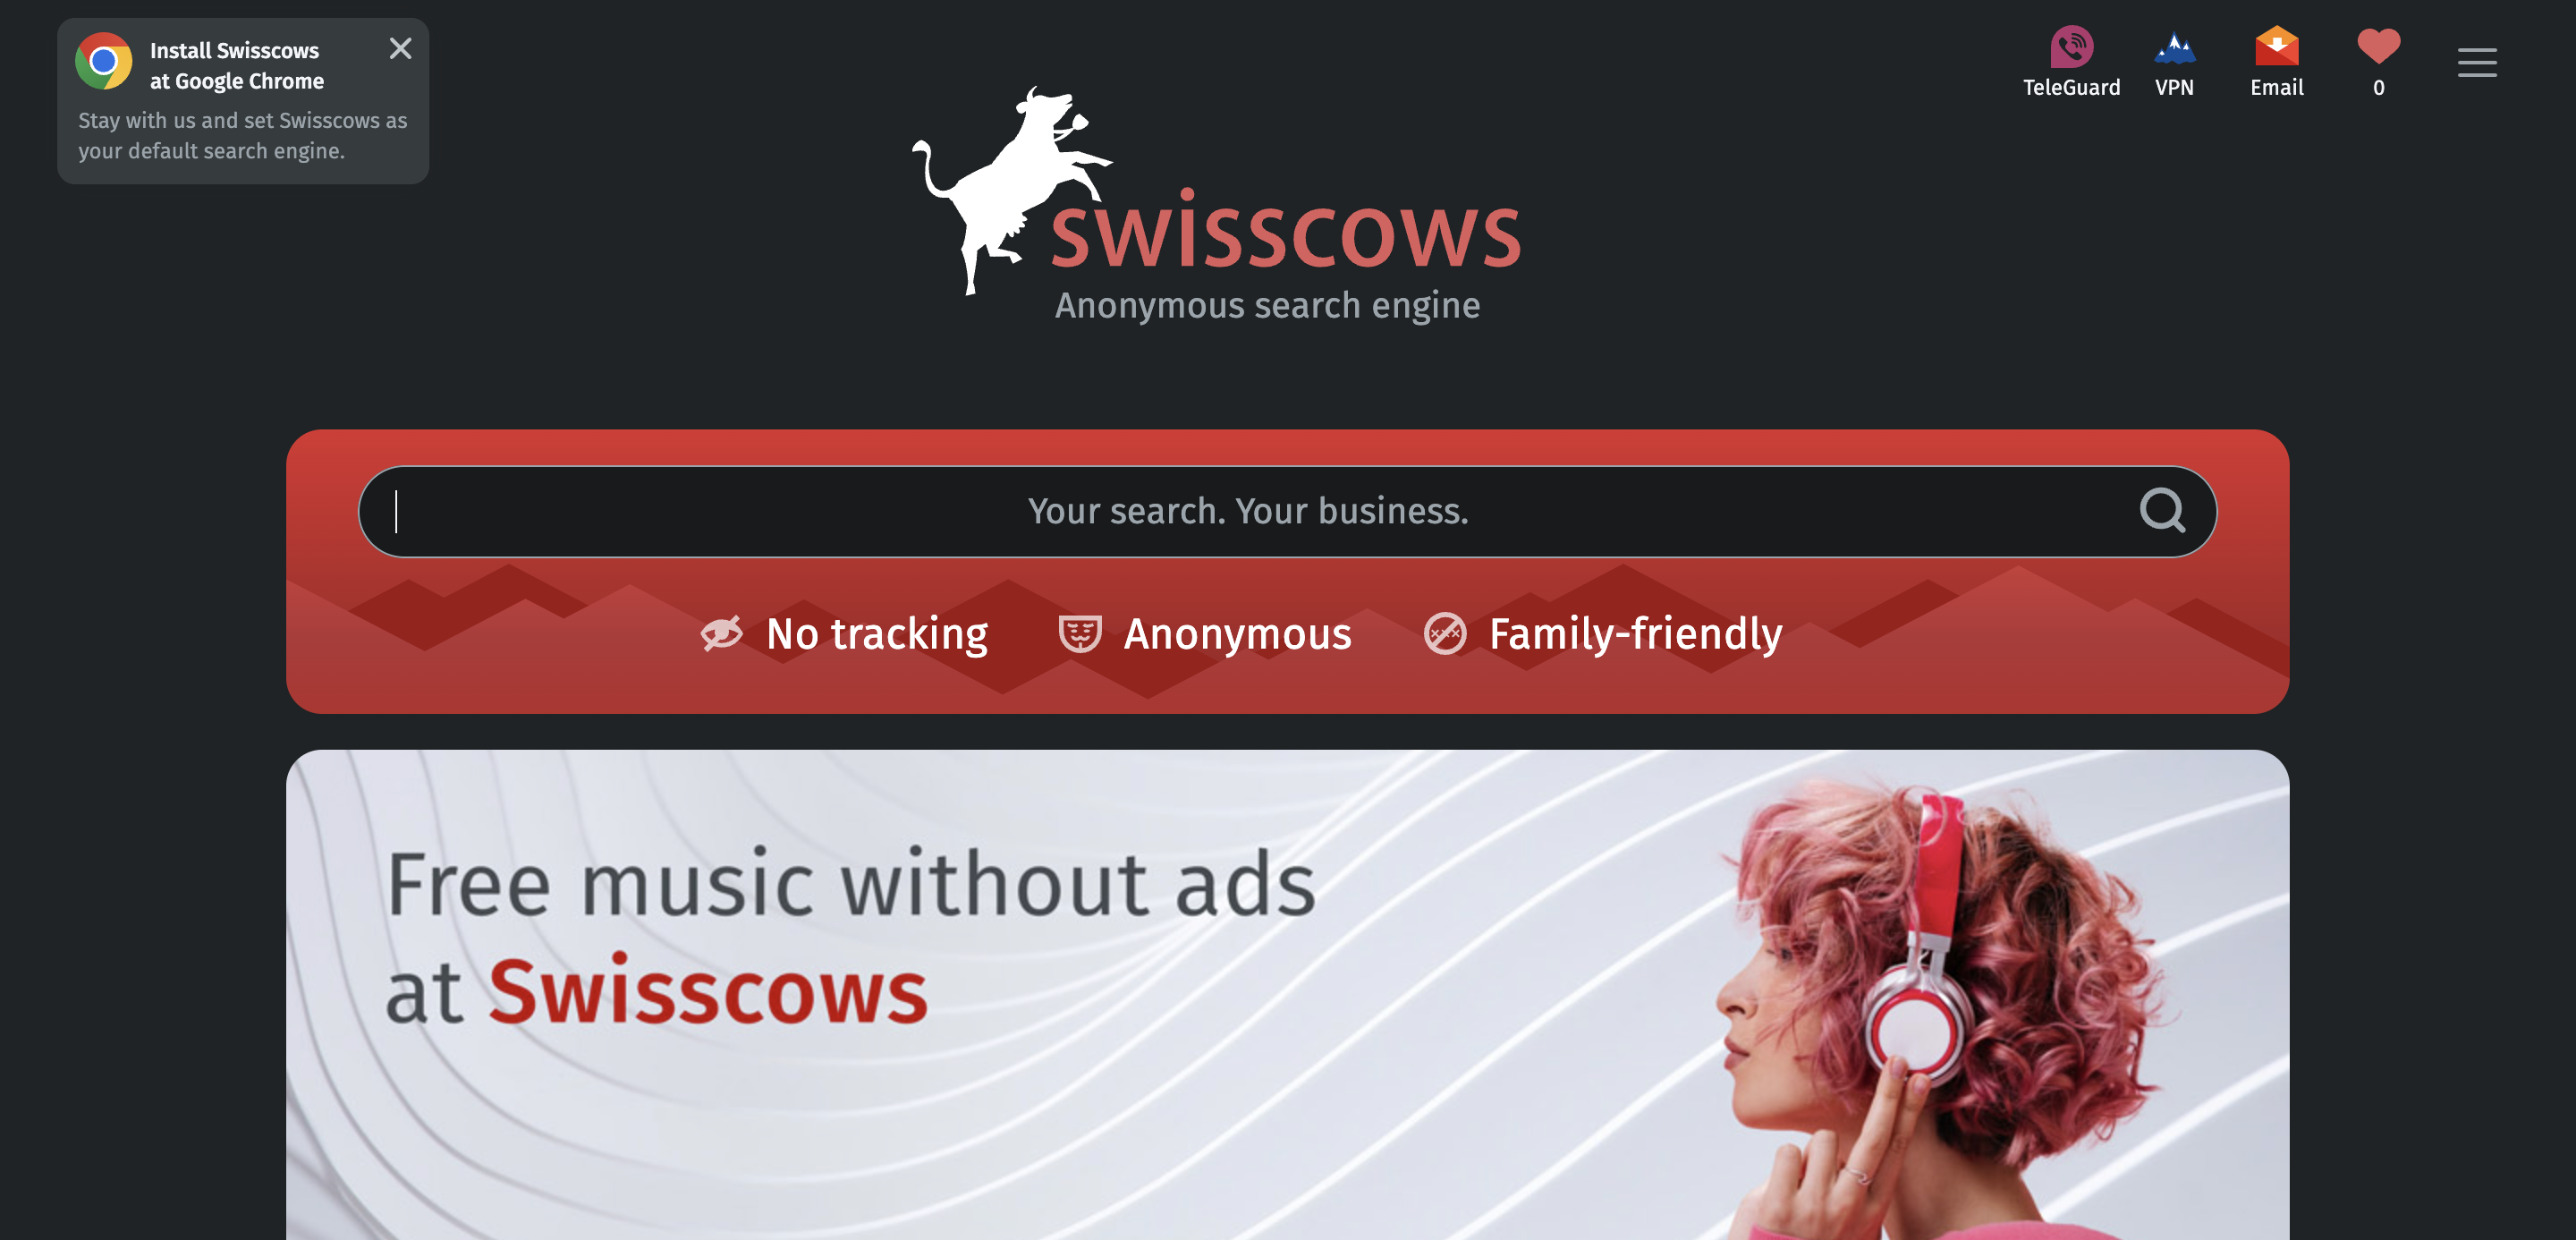 Install Swisscows
at Google Chrome
Stay with us and set Swisscows as
your default search engine.
TeleGuard
VPN
Email
0
swisscows
Anonymous search engine
Your search. Your business.
No tracking
Anonymous
xxx
Family-friendly
Free music without ads
at Swisscows